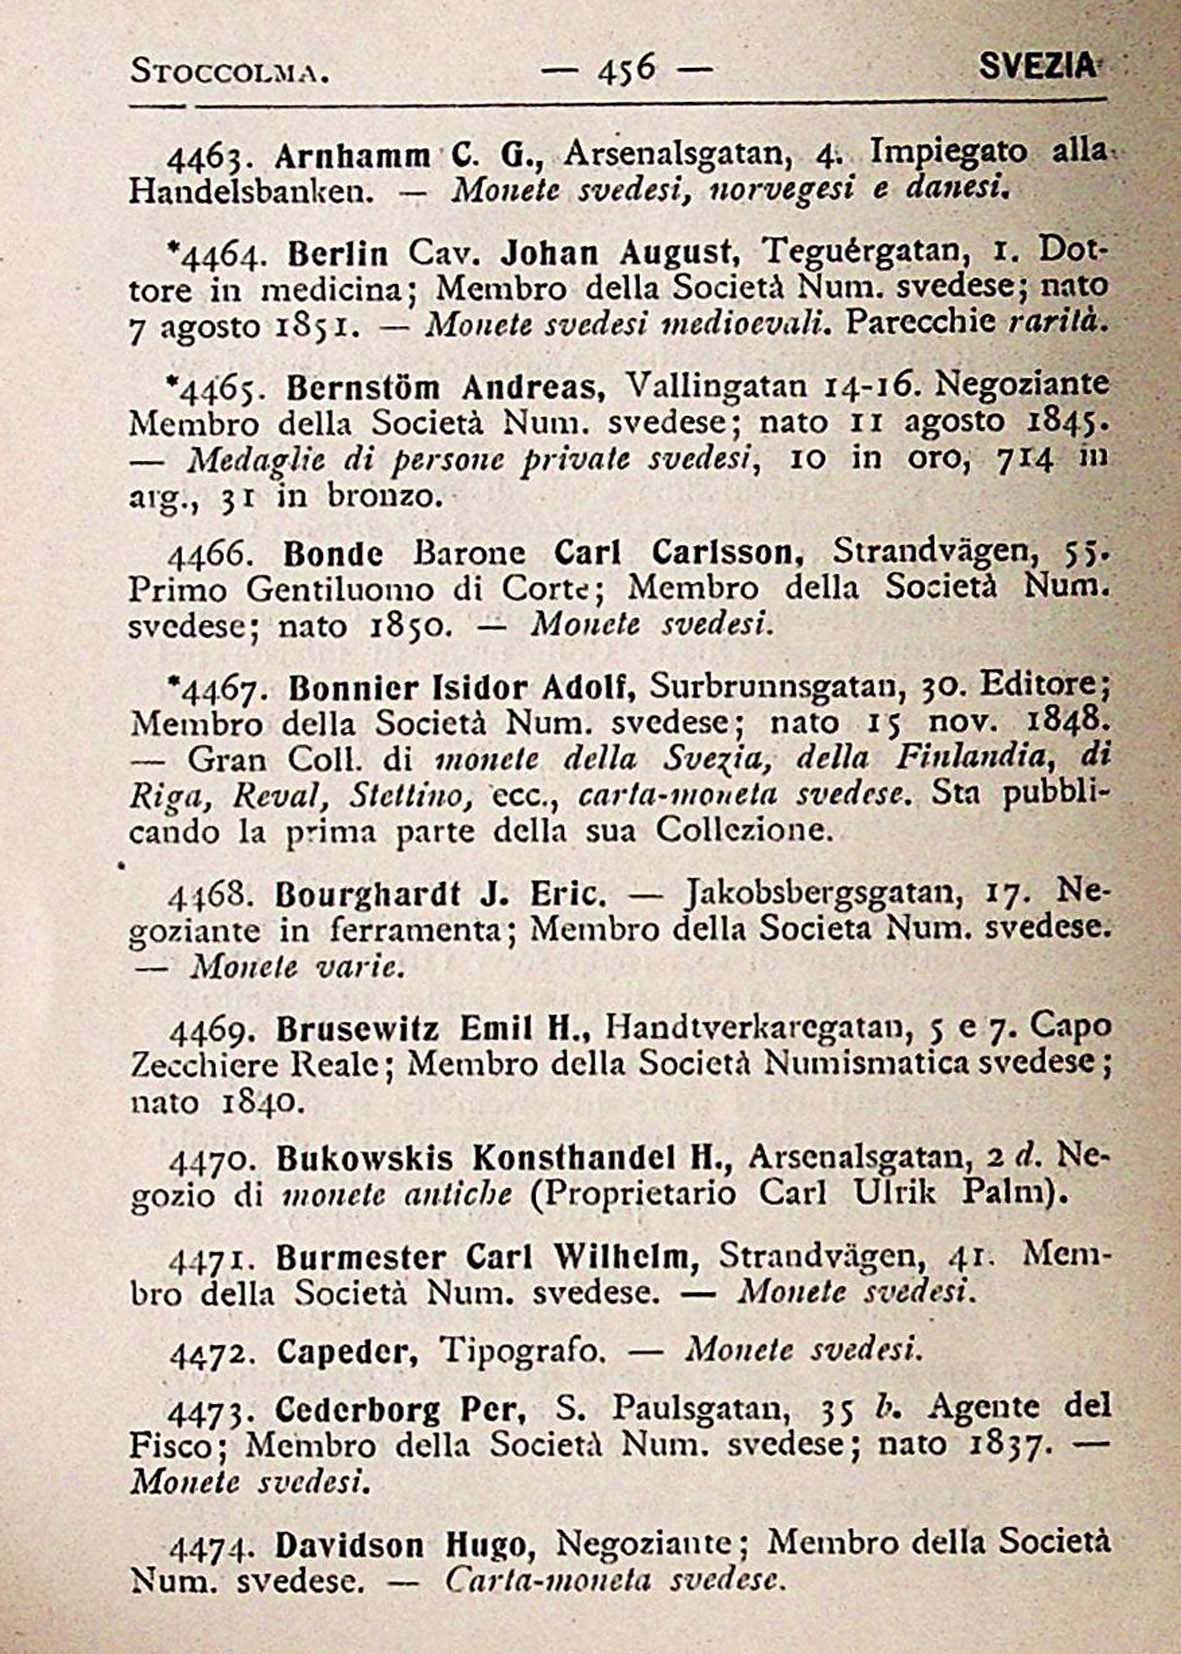 STOCCOLMA. — 456 — SVEZIA
4463. Arnhamm C. G., Arsenalsgatan, 4. Impiegato alla
Handelsbanken. — Monete svedesi, norvegesi e danesi.
*4464. Berlin Cav. Johan August, Teguérgatan, 1. Dot-
tore in medicina; Membro della Società Num. svedese; nato
7 agosto 1851. — Monete svedesi medioevali. Parecchie rarità.
*4465. Bernstöm Andreas, Vallingatan 14-16. Negoziante
Membro della Società Num. svedese; nato 11 agosto 1845.
— Medaglie di persone private svedesi, 10 in oro, 714 in
arg., 31 in bronzo.
4466. Bonde Barone Carl Carlsson, Strandvägen, 55.
Primo Gentiluomo di Corte; Membro della Società Num.
svedese; nato 1850. — Monete svedesi.
*4467. Bonnier Isidor Adolf, Surbrunnsgatan, 30. Editore;
Membro della Società Num. svedese; nato 15 nov. 1848.
— Gran Coll. di monete della Svezia, della Finlandia, di
Riga, Reval, Stettino, ecc., carta-moneta svedese. Sta pubbli-
cando la prima parte della sua Collezione.
4468. Bourghardt J. Eric. — Jakobsbergsgatan, 17. Ne-
goziante in ferramenta; Membro della Societa Num. svedese.
— Monete varie.
4469. Brusewitz Emil H., Handtverkaregatan, 5 e 7. Capo
Zecchiere Reale; Membro della Società Numismatica svedese;
nato 1840.
4470. Bukowskis Konsthandel H., Arsenalsgatan, 2 d. Ne-
gozio di monete antiche (Proprietario Carl Ulrik Palm).
4471. Burmester Carl Wilhelm, Strandvägen, 41. Mem-
bro della Società Num. svedese. — Monete svedesi.
4472. Capeder, Tipografo. — Monete svedesi.
4473. Cederborg Per, S. Paulsgatan, 35 b. Agente del
Fisco; Membro della Società Num. svedese; nato 1837. —
Monete svedesi.
4474. Davidson Hugo, Negoziante; Membro della Società
Num. svedese. — Carta-moneta svedese.